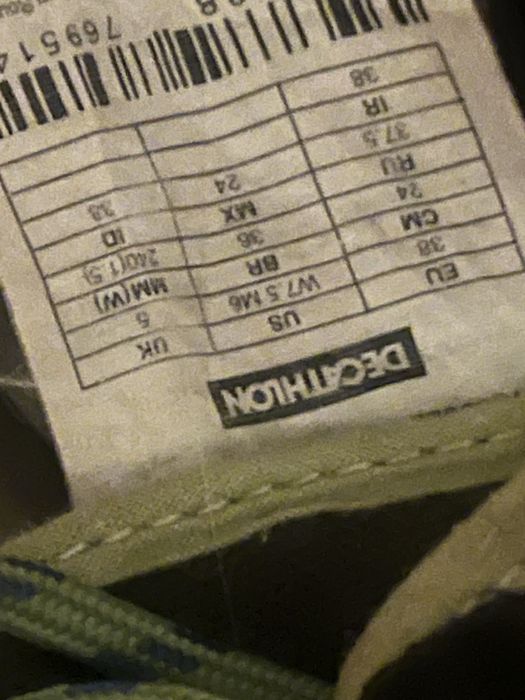 DECATHLON
EU US UK
38 W7.5 M6 5
CM BR MM(W)
24 36 240(1.5)
RU MX ID
37.5 24 38
IR
38
769514